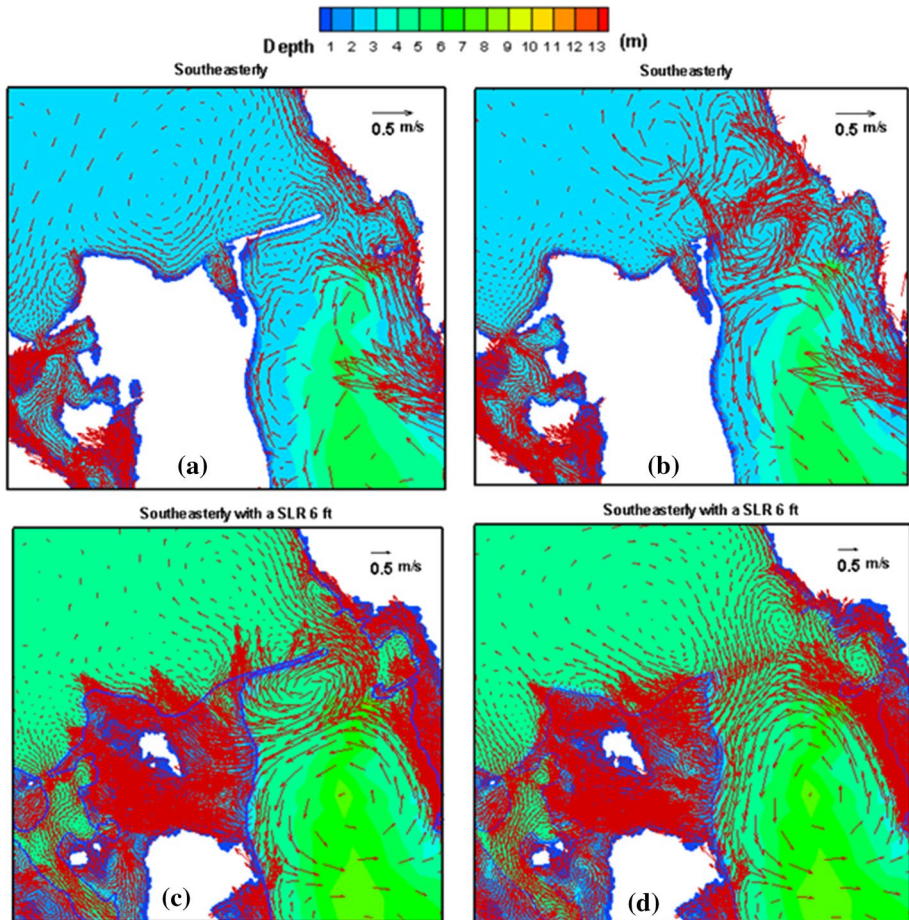 Depth 1 2 3 4 5 6 7 8 9 10 11 12 13 (m)
Southeasterly
Southeasterly
0.5 m/s
0.5 m/s
(a)
(b)
Southeasterly with a SLR 6 ft
Southeasterly with a SLR 6 ft
0.5 m/s
0.5 m/s
(c)
(d)